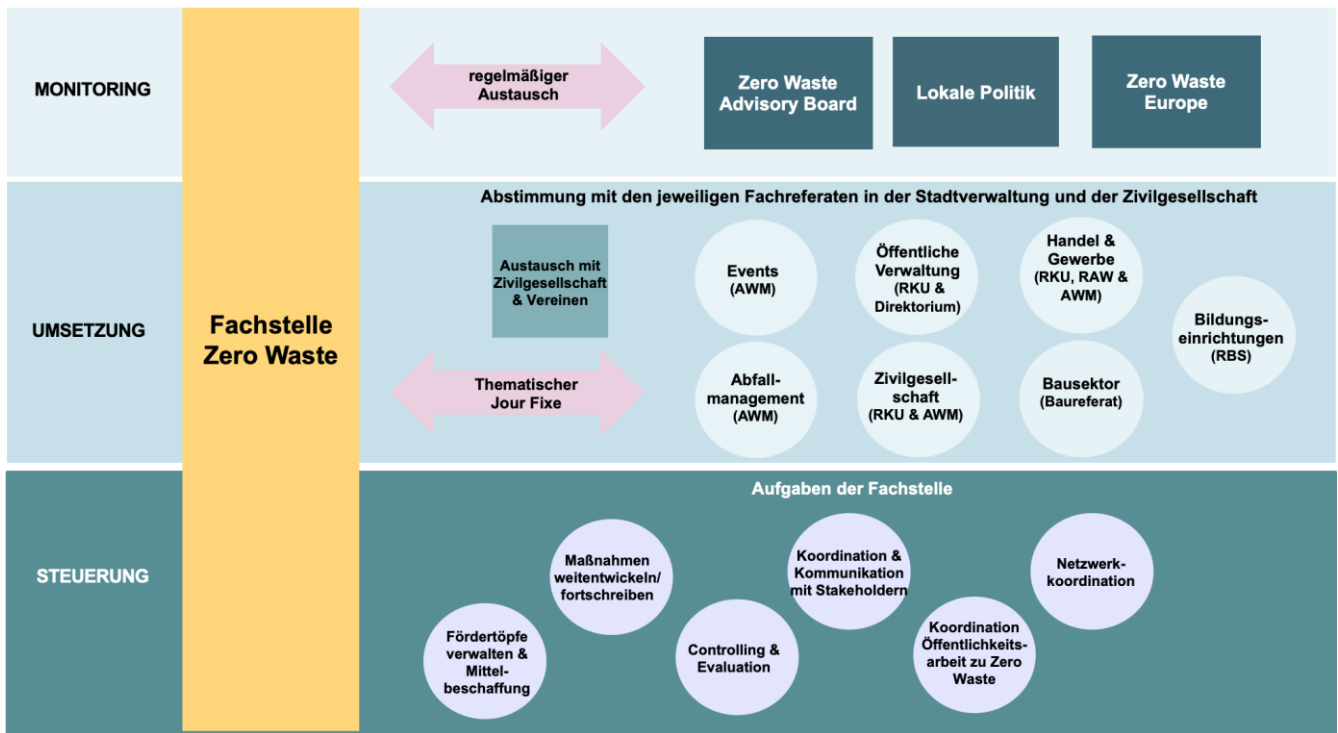 MONITORING
Fachstelle
Zero Waste
regelmäßiger
Austausch
Zero Waste
Advisory Board
Lokale Politik
Zero Waste
Europe
UMSETZUNG
Abstimmung mit den jeweiligen Fachreferaten in der Stadtverwaltung und der Zivilgesellschaft
Austausch mit
Zivilgesellschaft
& Vereinen
Thematischer
Jour Fixe
Events
(AWM)
Öffentliche
Verwaltung
(RKU &
Direktorium)
Handel &
Gewerbe
(RKU, RAW &
AWM)
Bildungs-
einrichtungen
(RBS)
Abfall-
management
(AWM)
Zivilgesell-
schaft
(RKU & AWM)
Bausektor
(Baureferat)
STEUERUNG
Aufgaben der Fachstelle
Fördertöpfe
verwalten &
Mittel-
beschaffung
Maßnahmen
weitentwickeln/
fortschreiben
Controlling &
Evaluation
Koordination &
Kommunikation
mit Stakeholdern
Koordination
Öffentlichkeits-
arbeit zu Zero
Waste
Netzwerk-
koordination